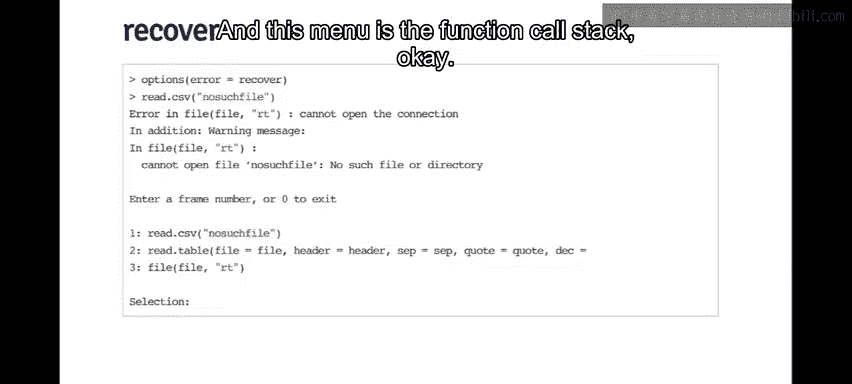 recover
And this menu is the function call stack,
okay.
> options(error = recover)
> read.csv("nosuchfile")
Error in file(file, "rt") : cannot open the connection
In addition: Warning message:
In file(file, "rt") :
cannot open file 'nosuchfile': No such file or directory
Enter a frame number, or 0 to exit
1: read.csv("nosuchfile")
2: read.table(file = file, header = header, sep = sep, quote = quote, dec =
3: file(file, "rt")
Selection: